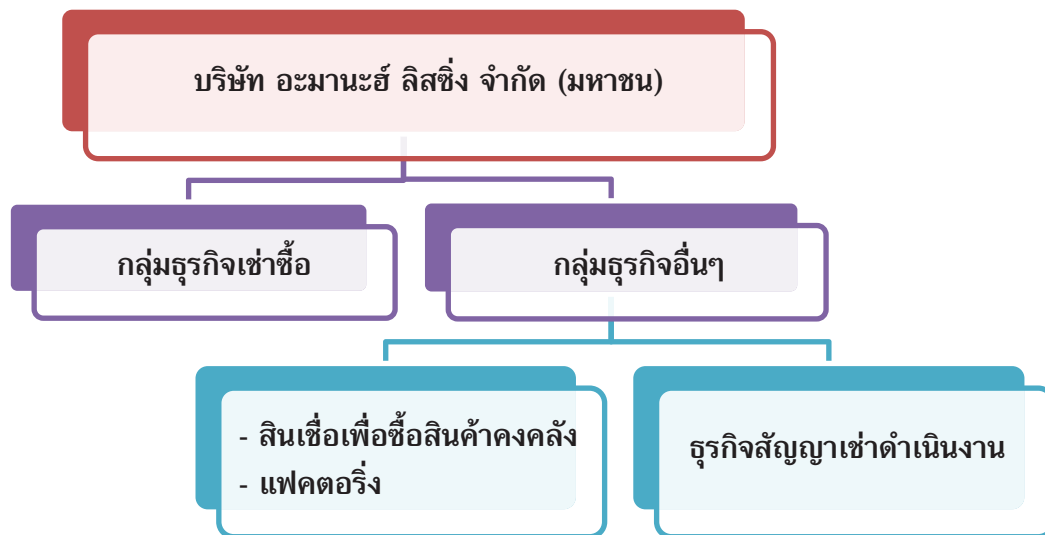 บริษัท อะมานะฮ์ ลิสซิ่ง จำกัด (มหาชน)
กลุ่มธุรกิจเช่าซื้อ
กลุ่มธุรกิจอื่นๆ
- สินเชื่อเพื่อซื้อสินค้าคงคลัง
- แฟคตอริ่ง
ธุรกิจสัญญาเช่าดำเนินงาน